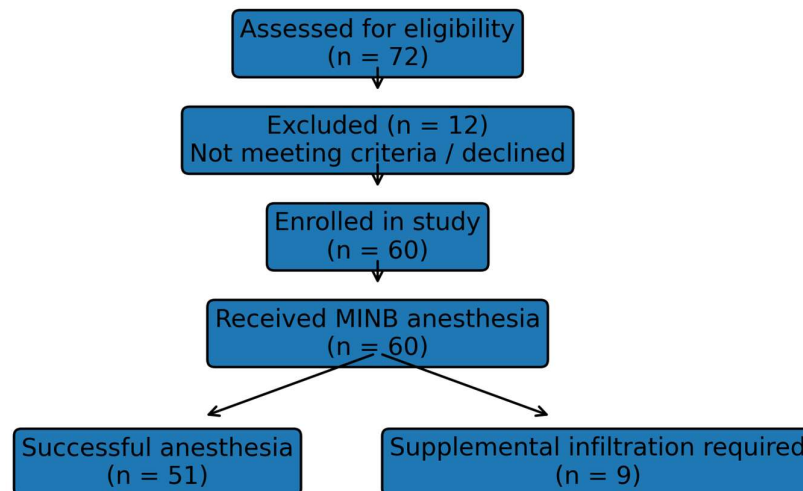 Assessed for eligibility
(n = 72)
Excluded (n = 12)
Not meeting criteria / declined
Enrolled in study
(n = 60)
Received MINB anesthesia
(n = 60)
Successful anesthesia
(n = 51)
Supplemental infiltration required
(n = 9)